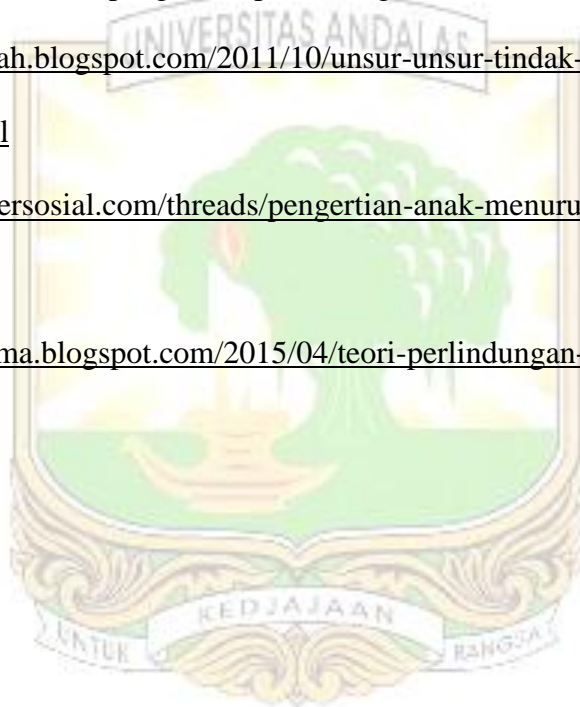 UNIVERSITAS ANDALAS
ah.blogspot.com/2011/10/unsur-unsur-tindak-
l
ersosial.com/threads/pengertian-anak-menuru
ma.blogspot.com/2015/04/teori-perlindungan-
KEDJAJAAN
UNTUK BANGSA